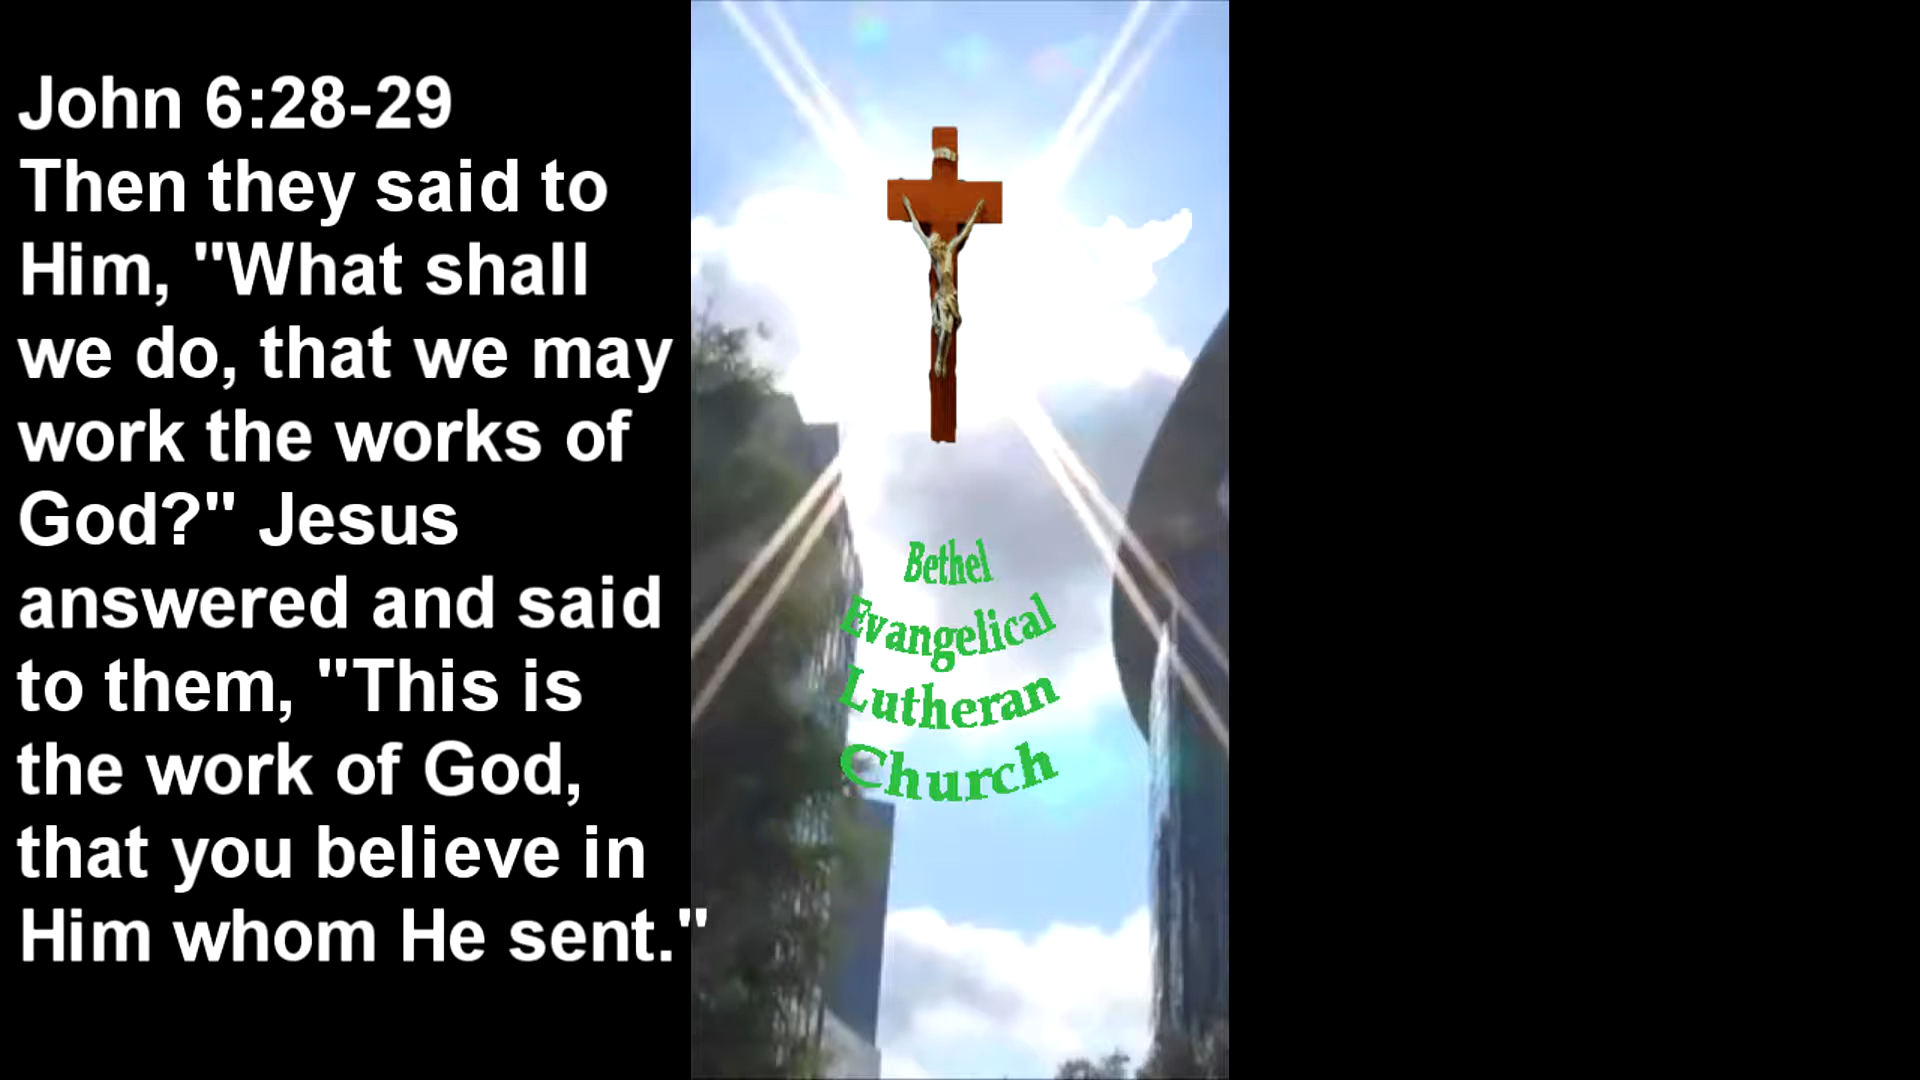 John 6:28-29
Then they said to
Him, "What shall
we do, that we may
work the works of
God?" Jesus
answered and said
to them, "This is
the work of God,
that you believe in
Him whom He sent."
Bethel
Evangelical
Lutheran
Church